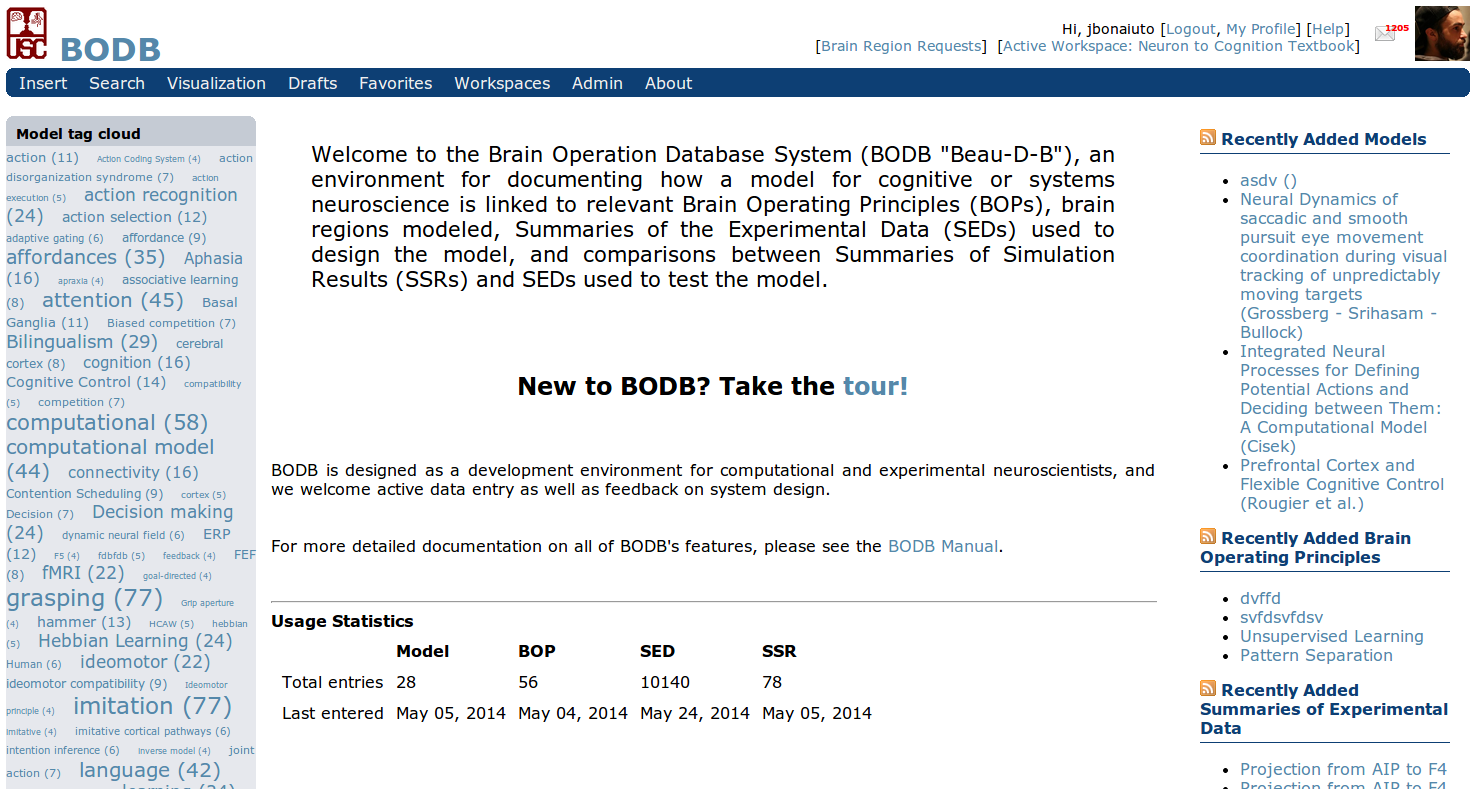 USC
BODB
Hi, jbonaiuto [Logout, My Profile] [Help]
[Brain Region Requests] [Active Workspace: Neuron to Cognition Textbook]
1205
Insert Search Visualization Drafts Favorites Workspaces Admin About
Model tag cloud
action (11) Action Coding System (4) action
disorganization syndrome (7) action
execution (5) action recognition
(24) action selection (12)
adaptive gating (6) affordance (9)
affordances (35) Aphasia
(16) apraxia (4) associative learning
(8) attention (45) Basal
Ganglia (11) Biased competition (7)
Bilingualism (29) cerebral
cortex (8) cognition (16)
Cognitive Control (14) compatibility
(5) competition (7)
computational (58)
computational model
(44) connectivity (16)
Contention Scheduling (9) cortex (5)
Decision (7) Decision making
(24) dynamic neural field (6) ERP
(12) F5 (4) fdbfdb (5) feedback (4) FEF
(8) fMRI (22) goal-directed (4)
grasping (77) Grip aperture
(4) hammer (13) HCAW (5) hebbian
(5) Hebbian Learning (24)
Human (6) ideomotor (22)
ideomotor compatibility (9) Ideomotor
principle (4) imitation (77)
imitative (4) imitative cortical pathways (6)
intention inference (6) inverse model (4) joint
action (7) language (42)
learning (24)
Welcome to the Brain Operation Database System (BODB "Beau-D-B"), an
environment for documenting how a model for cognitive or systems
neuroscience is linked to relevant Brain Operating Principles (BOPs), brain
regions modeled, Summaries of the Experimental Data (SEDs) used to
design the model, and comparisons between Summaries of Simulation
Results (SSRs) and SEDs used to test the model.
New to BODB? Take the tour!
BODB is designed as a development environment for computational and experimental neuroscientists, and
we welcome active data entry as well as feedback on system design.
For more detailed documentation on all of BODB's features, please see the BODB Manual.
Usage Statistics
Model BOP SED SSR
Total entries 28 56 10140 78
Last entered May 05, 2014 May 04, 2014 May 24, 2014 May 05, 2014
Recently Added Models
asdv ()
Neural Dynamics of
saccadic and smooth
pursuit eye movement
coordination during visual
tracking of unpredictably
moving targets
(Grossberg - Srihasam -
Bullock)
Integrated Neural
Processes for Defining
Potential Actions and
Deciding between Them:
A Computational Model
(Cisek)
Prefrontal Cortex and
Flexible Cognitive Control
(Rougier et al.)
Recently Added Brain
Operating Principles
dvffd
svfdsvfdsv
Unsupervised Learning
Pattern Separation
Recently Added
Summaries of Experimental
Data
Projection from AIP to F4
Projection from AIP to F4